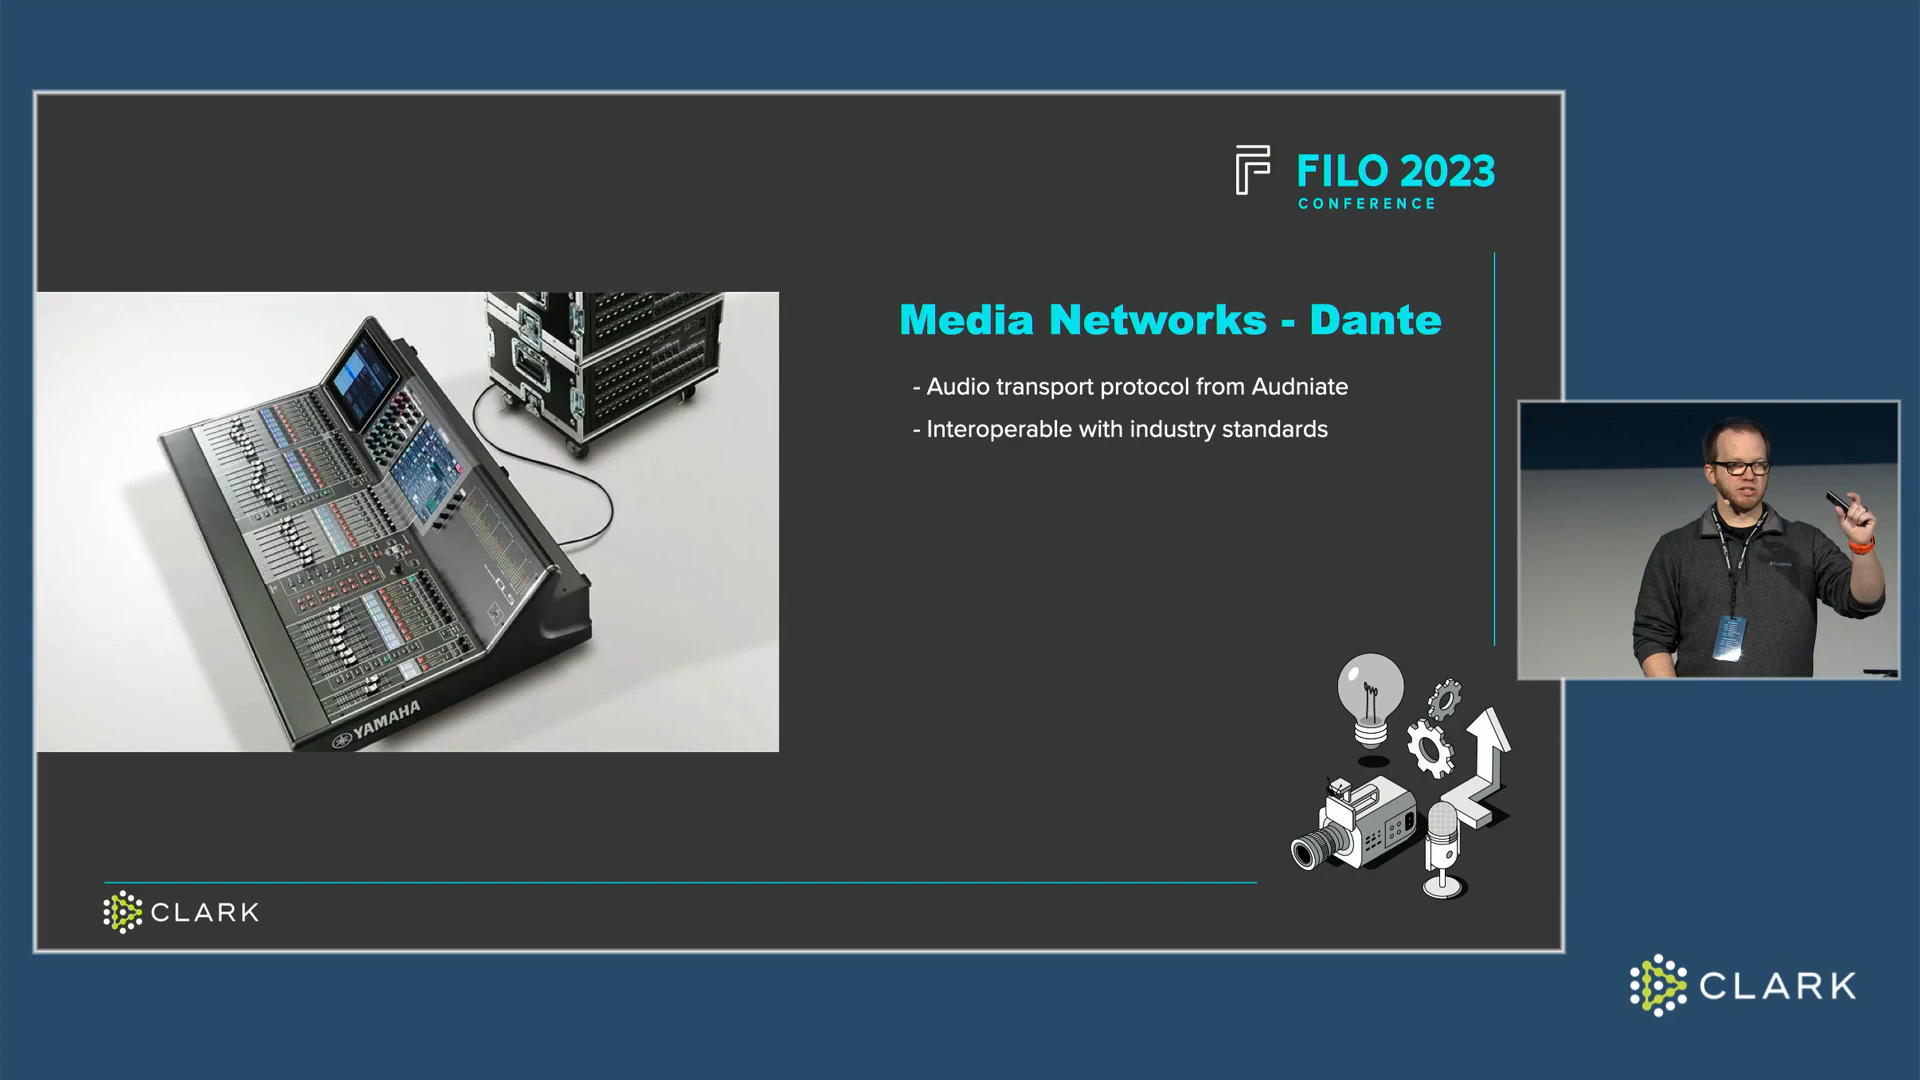 FILO 2023
CONFERENCE
Media Networks - Dante
- Audio transport protocol from Audniate
- Interoperable with industry standards
YAMAHA
CLARK
CLARK